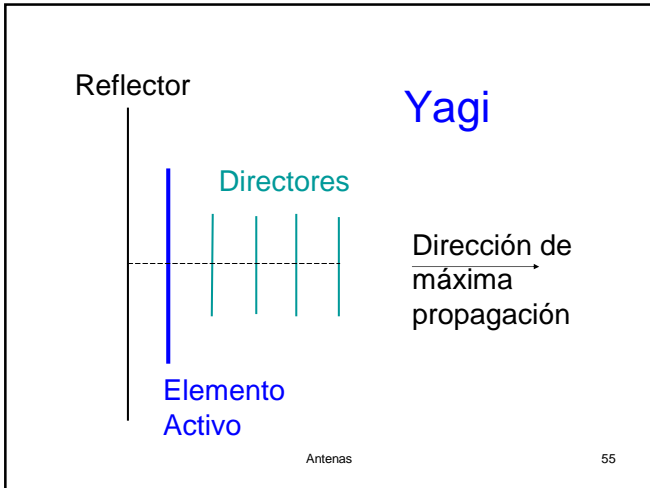 Reflector
Yagi
Directores
Dirección de
máxima
propagación
Elemento
Activo
Antenas
55